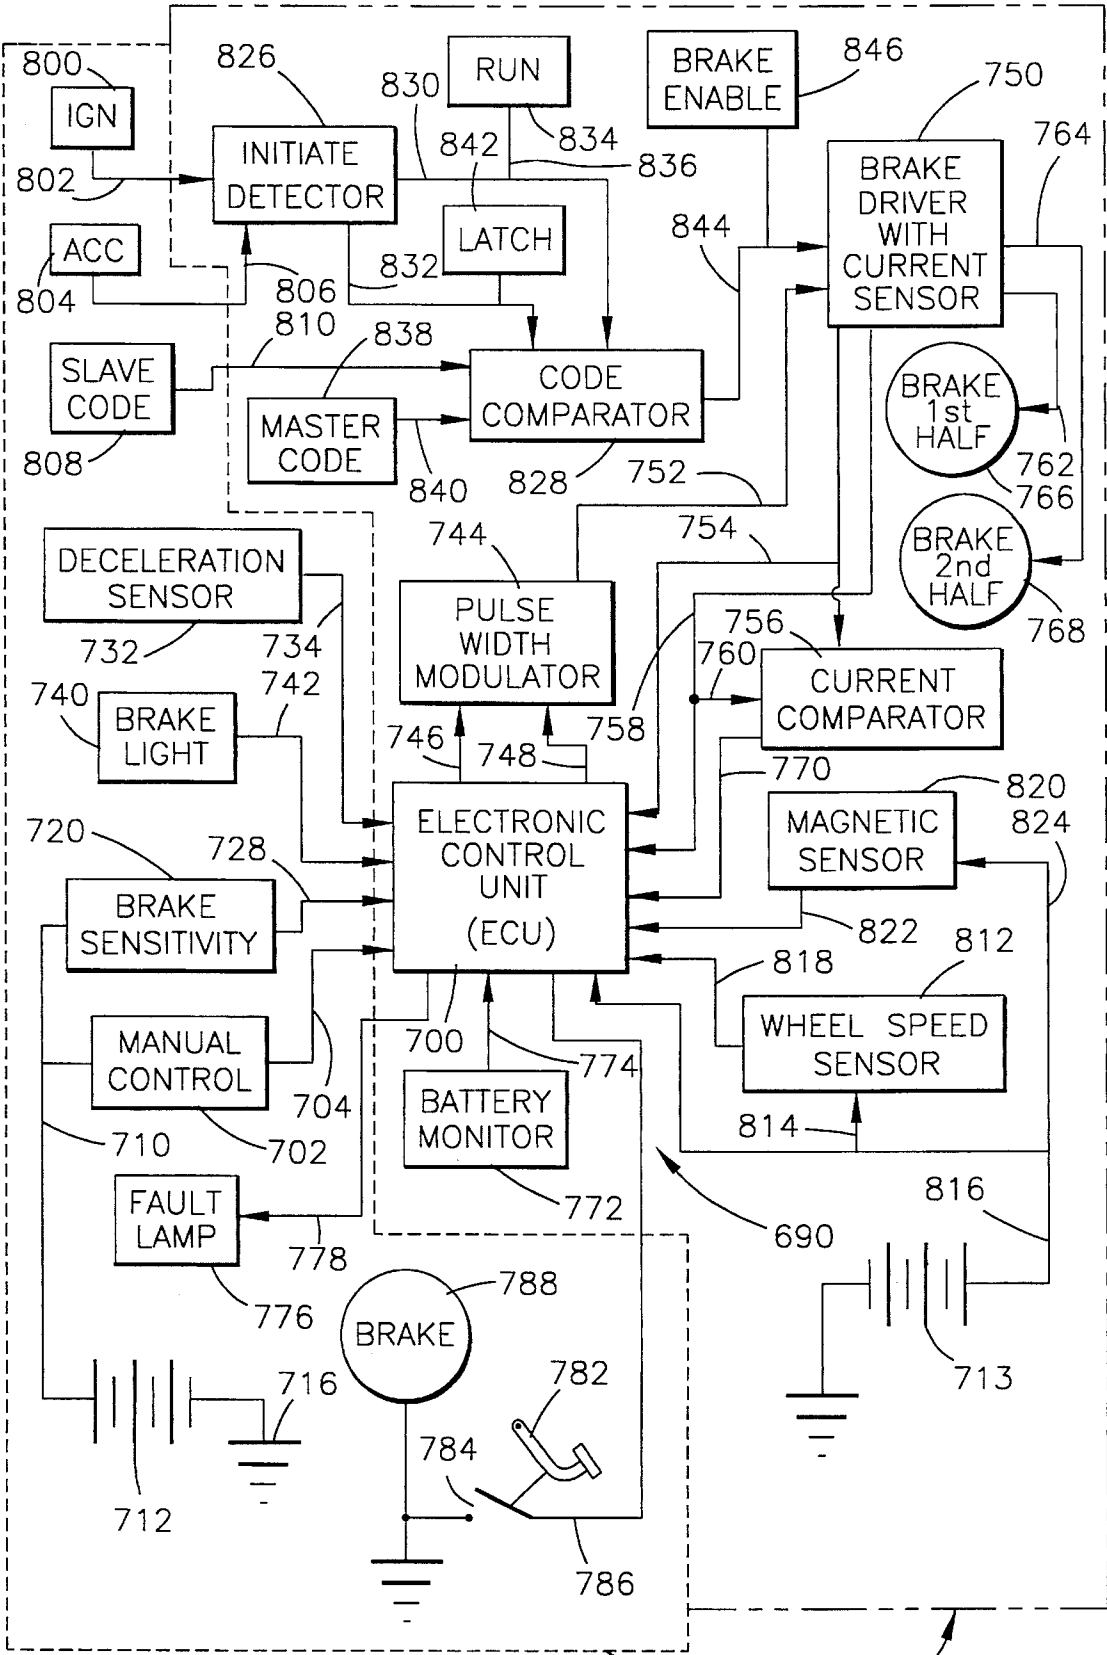 800
IGN
802
826
INITIATE
DETECTOR
830
RUN
834
842
836
BRAKE
ENABLE
846
750
BRAKE
DRIVER
WITH
CURRENT
SENSOR
764
ACC
804
806
832
LATCH
844
810
838
SLAVE
CODE
808
MASTER
CODE
840
CODE
COMPARATOR
828
BRAKE
1st
HALF
762
766
752
754
BRAKE
2nd
HALF
768
DECELERATION
SENSOR
732
734
744
PULSE
WIDTH
MODULATOR
756
760
758
CURRENT
COMPARATOR
740
BRAKE
LIGHT
742
746
748
770
820
824
720
728
BRAKE
SENSITIVITY
ELECTRONIC
CONTROL
UNIT
(ECU)
MAGNETIC
SENSOR
822
812
818
WHEEL SPEED
SENSOR
MANUAL
CONTROL
700
774
704
710
702
BATTERY
MONITOR
772
814
816
690
FAULT
LAMP
778
776
788
BRAKE
713
716
782
784
712
786